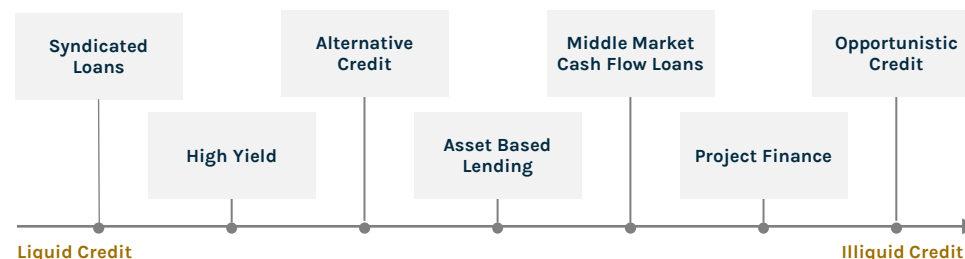 Syndicated
Loans
High Yield
Alternative
Credit
Asset Based
Lending
Middle Market
Cash Flow Loans
Project Finance
Opportunistic
Credit
Liquid Credit
Illiquid Credit